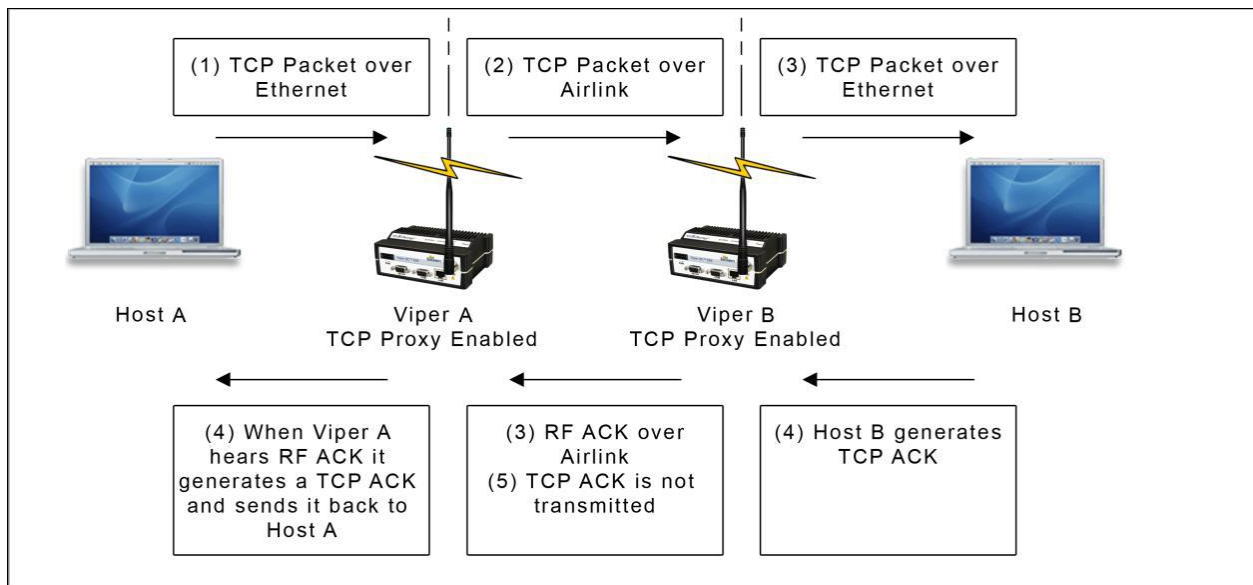 (1) TCP Packet over
Ethernet
(2) TCP Packet over
Airlink
(3) TCP Packet over
Ethernet
Host A
Viper A
TCP Proxy Enabled
Viper B
TCP Proxy Enabled
Host B
(4) When Viper A
hears RF ACK it
generates a TCP ACK
and sends it back to
Host A
(3) RF ACK over
Airlink
(5) TCP ACK is not
transmitted
(4) Host B generates
TCP ACK